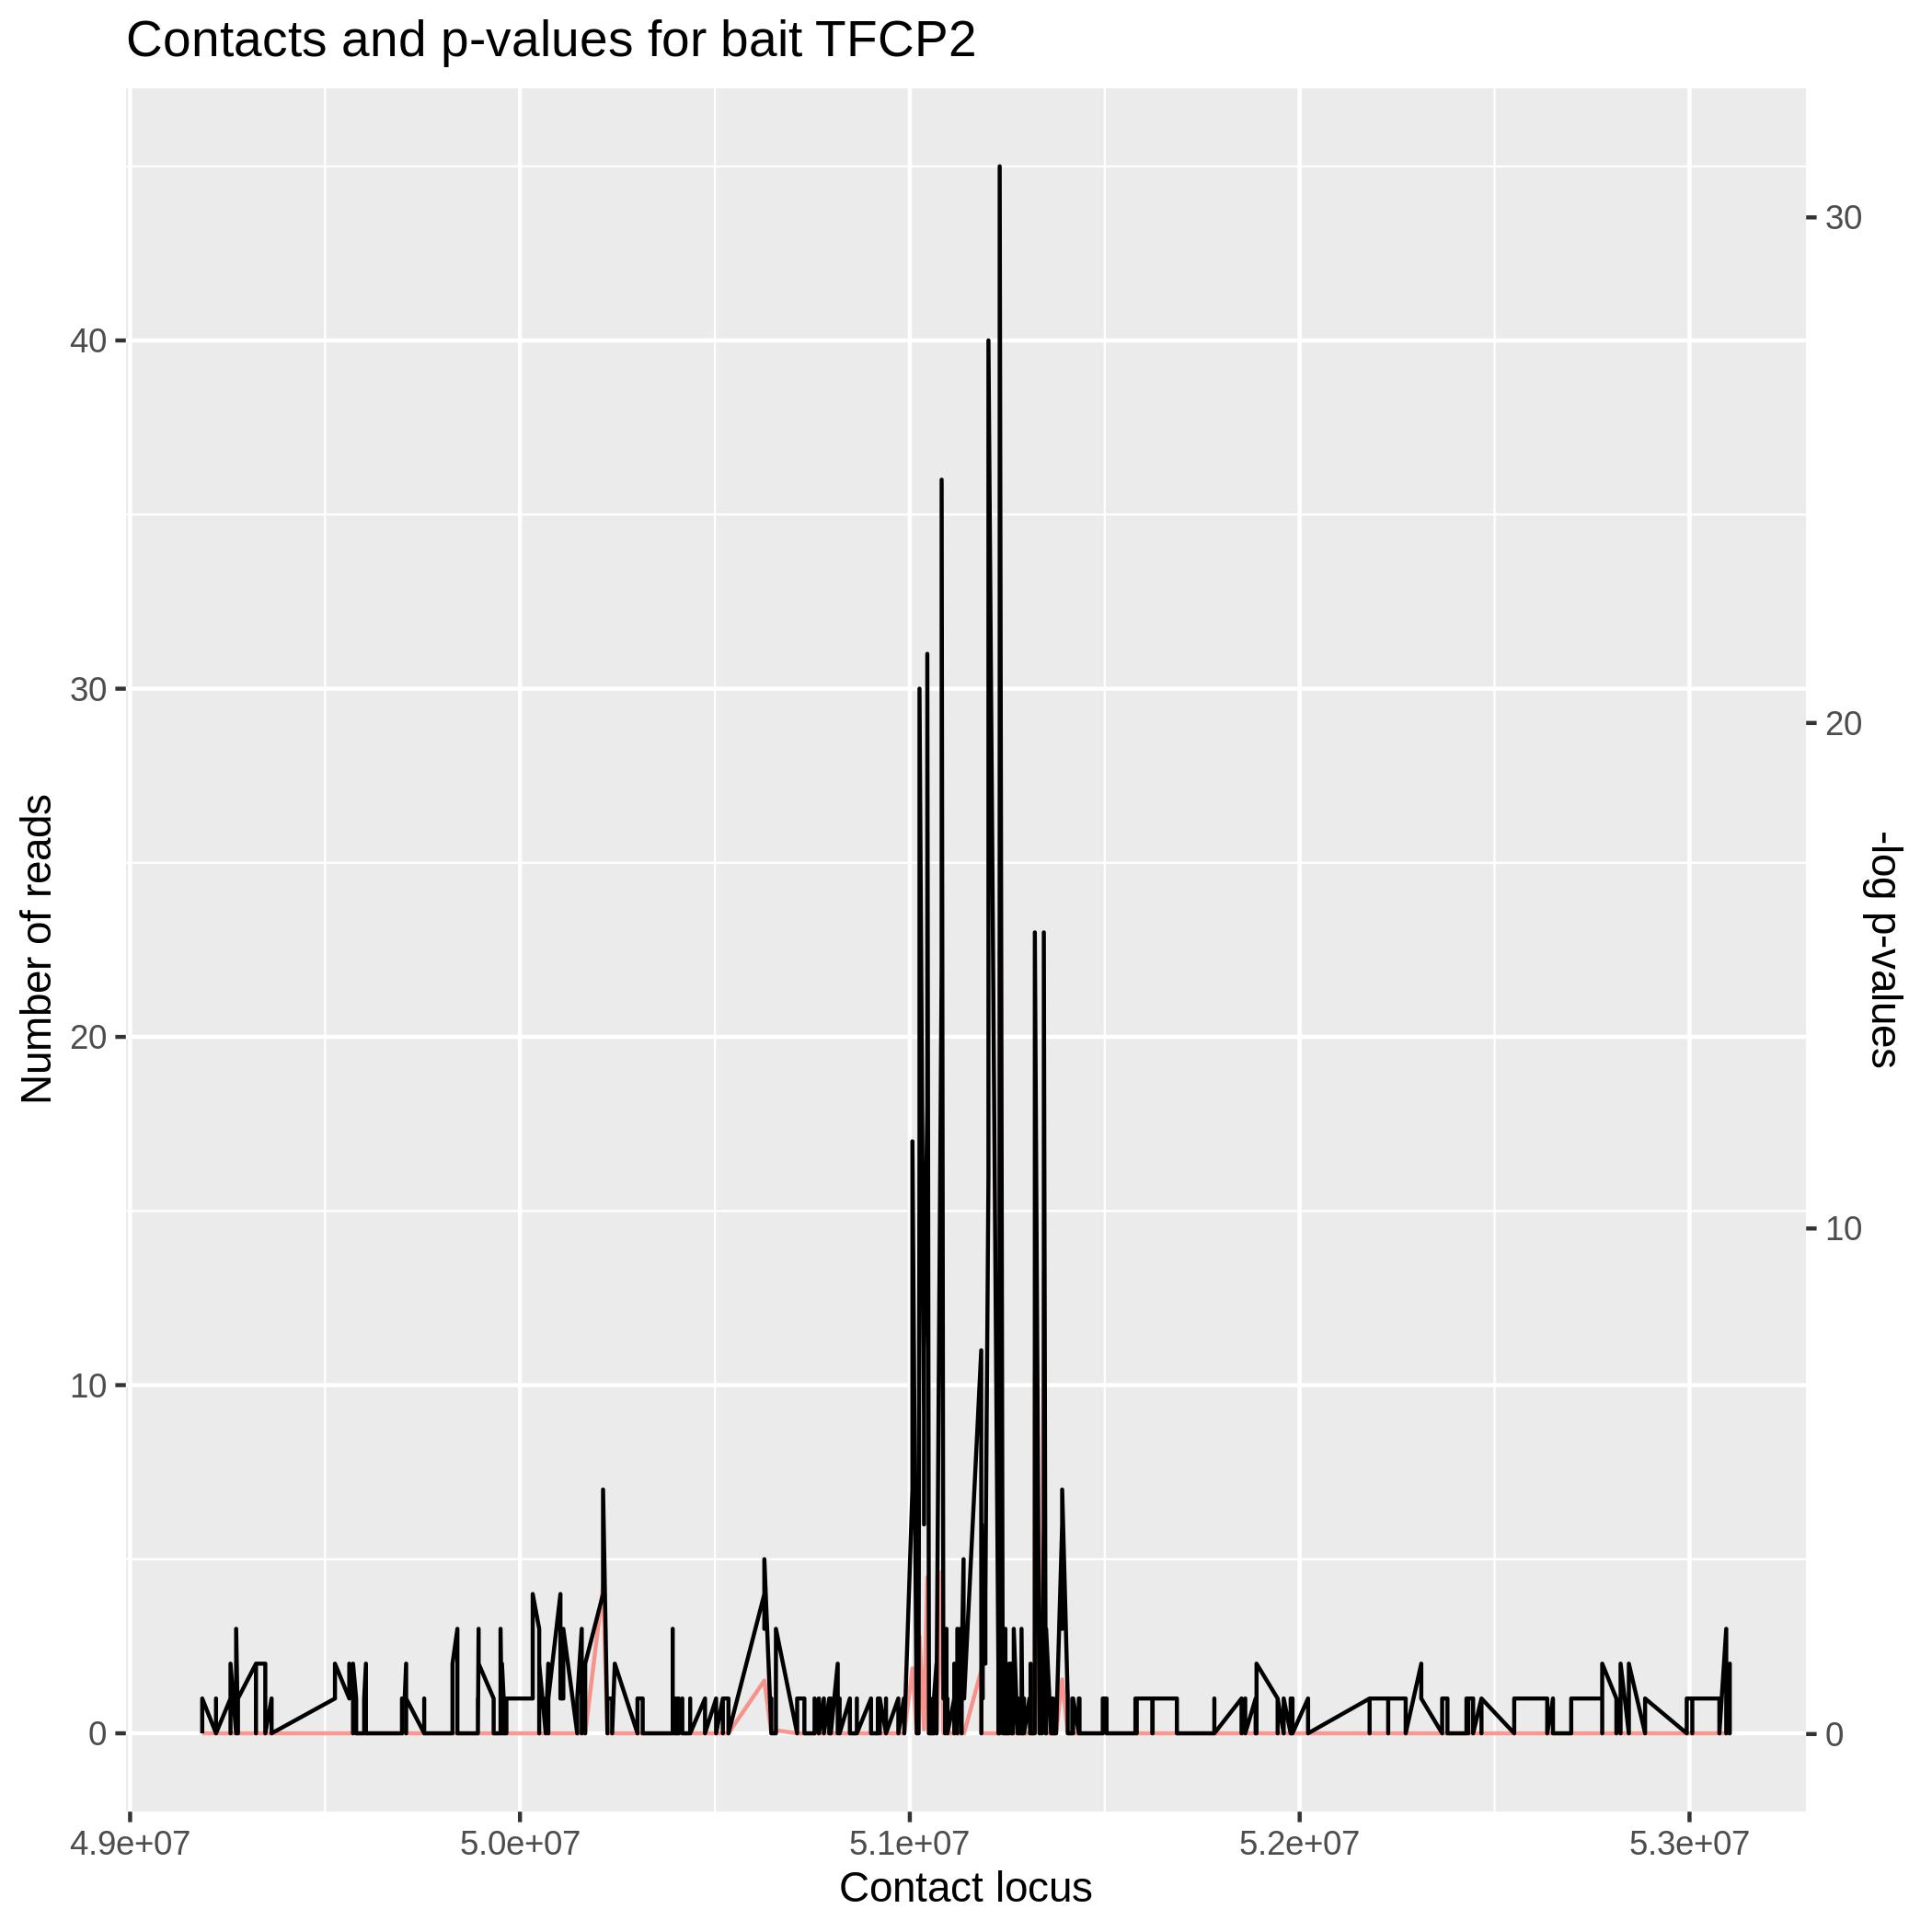 Contacts and p-values for bait TFCP2
Number of reads
40
30
20
10
0
30
20
10
0
-log p-values
4.9e+07 5.0e+07 5.1e+07 5.2e+07 5.3e+07
Contact locus